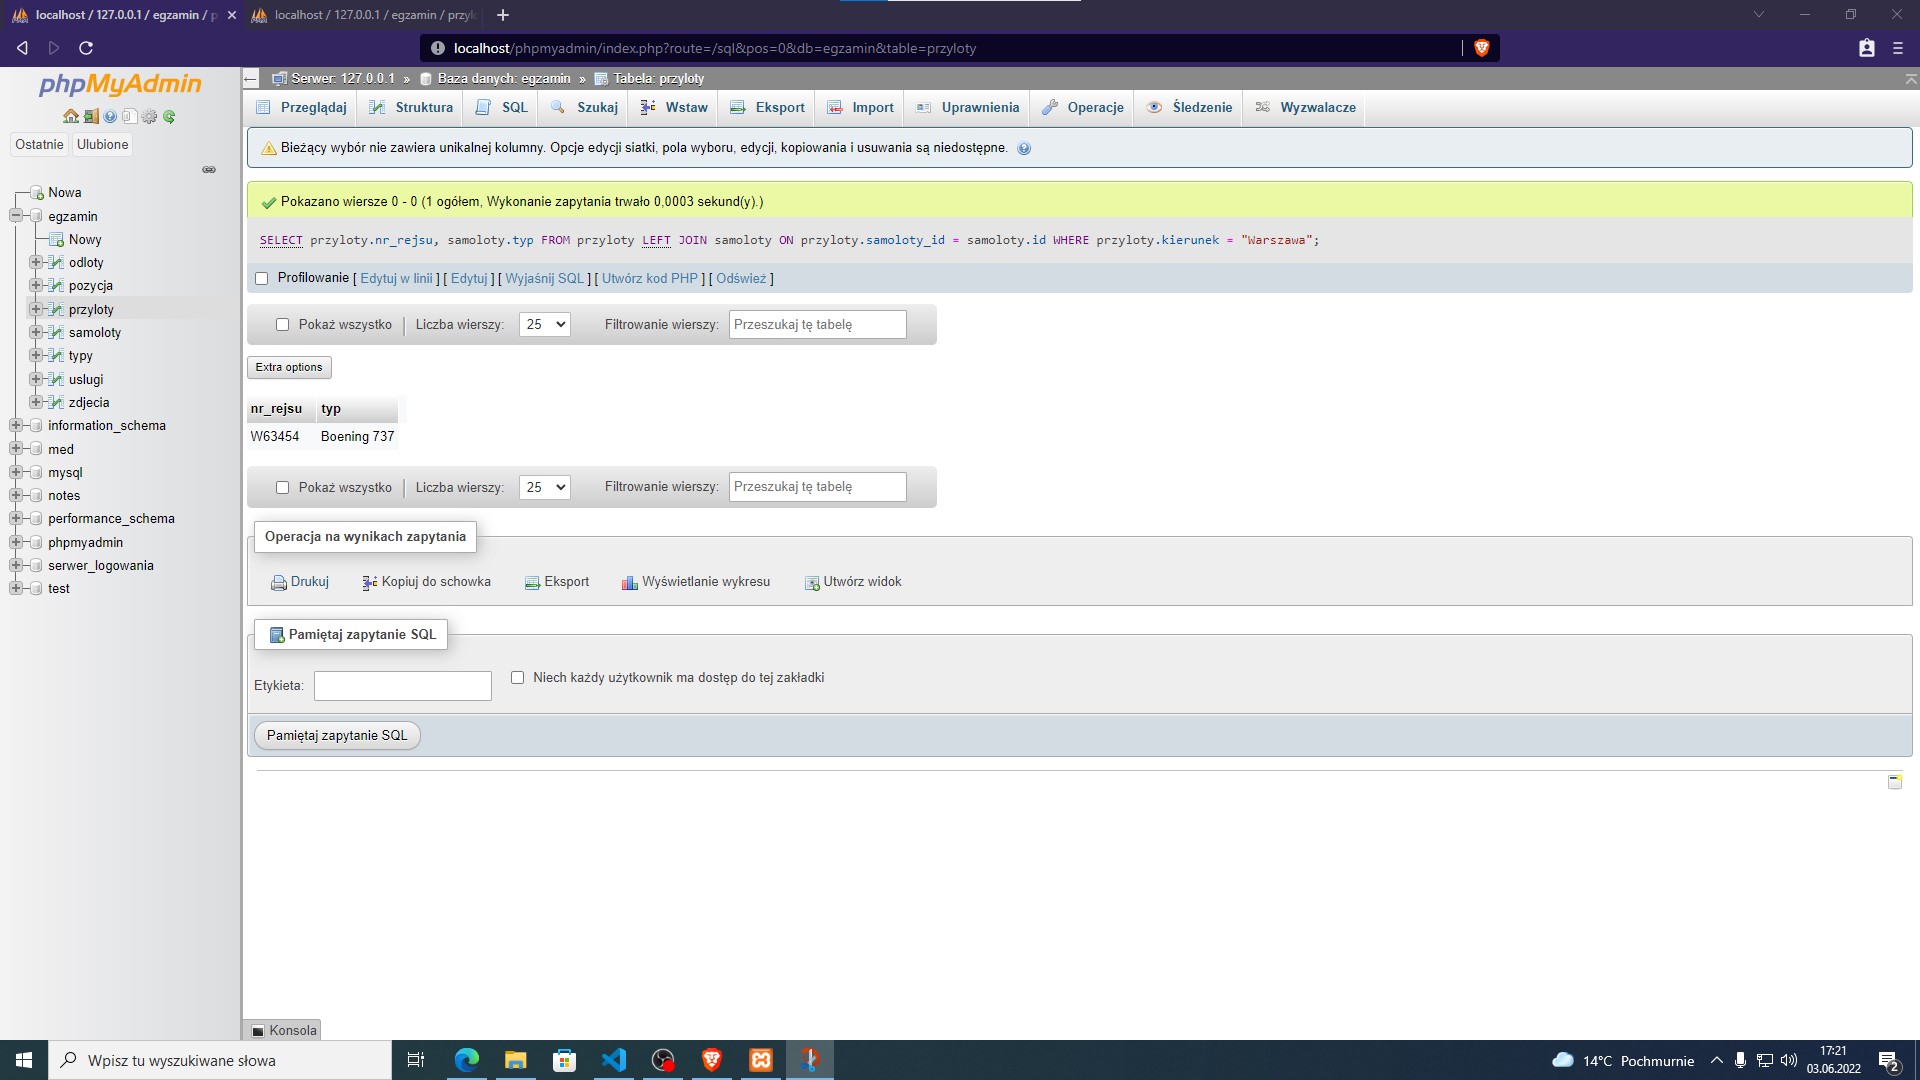 localhost / 127.0.0.1 / egzamin / p
localhost / 127.0.0.1 / egzamin / przyl
localhost/phpmyadmin/index.php?route=/sql&pos=0&db=egzamin&table=przyloty
phpMyAdmin
Serwer: 127.0.0.1 » Baza danych: egzamin » Tabela: przyloty
Przeglądaj Struktura SQL Szukaj Wstaw Eksport Import Uprawnienia Operacje Śledzenie Wyzwalacze
Ostatnie Ulubione
Nowa
egzamin
Nowy
odloty
pozycja
przyloty
samoloty
typy
uslugi
zdjecia
information_schema
med
mysql
notes
performance_schema
phpmyadmin
serwer_logowania
test
Bieżący wybór nie zawiera unikalnej kolumny. Opcje edycji siatki, pola wyboru, edycji, kopiowania i usuwania są niedostępne.
Pokazano wiersze 0 - 0 (1 ogółem, Wykonanie zapytania trwało 0,0003 sekund(y).)
SELECT przyloty.nr_rejsu, samoloty.typ FROM przyloty LEFT JOIN samoloty ON przyloty.samoloty_id = samoloty.id WHERE przyloty.kierunek = "Warszawa";
Profilowanie [ Edytuj w linii ] [ Edytuj ] [ Wyjaśnij SQL ] [ Utwórz kod PHP ] [ Odśwież ]
Pokaż wszystko Liczba wierszy: 25 Filtrowanie wierszy: Przeszukaj tę tabelę
Extra options
nr_rejsu typ
W63454 Boening 737
Pokaż wszystko Liczba wierszy: 25 Filtrowanie wierszy: Przeszukaj tę tabelę
Operacja na wynikach zapytania
Drukuj Kopiuj do schowka Eksport Wyświetlanie wykresu Utwórz widok
Pamiętaj zapytanie SQL
Etykieta: Niech każdy użytkownik ma dostęp do tej zakładki
Pamiętaj zapytanie SQL
Konsola
Wpisz tu wyszukiwane słowa
14°C Pochmurnie
17:21
03.06.2022
2